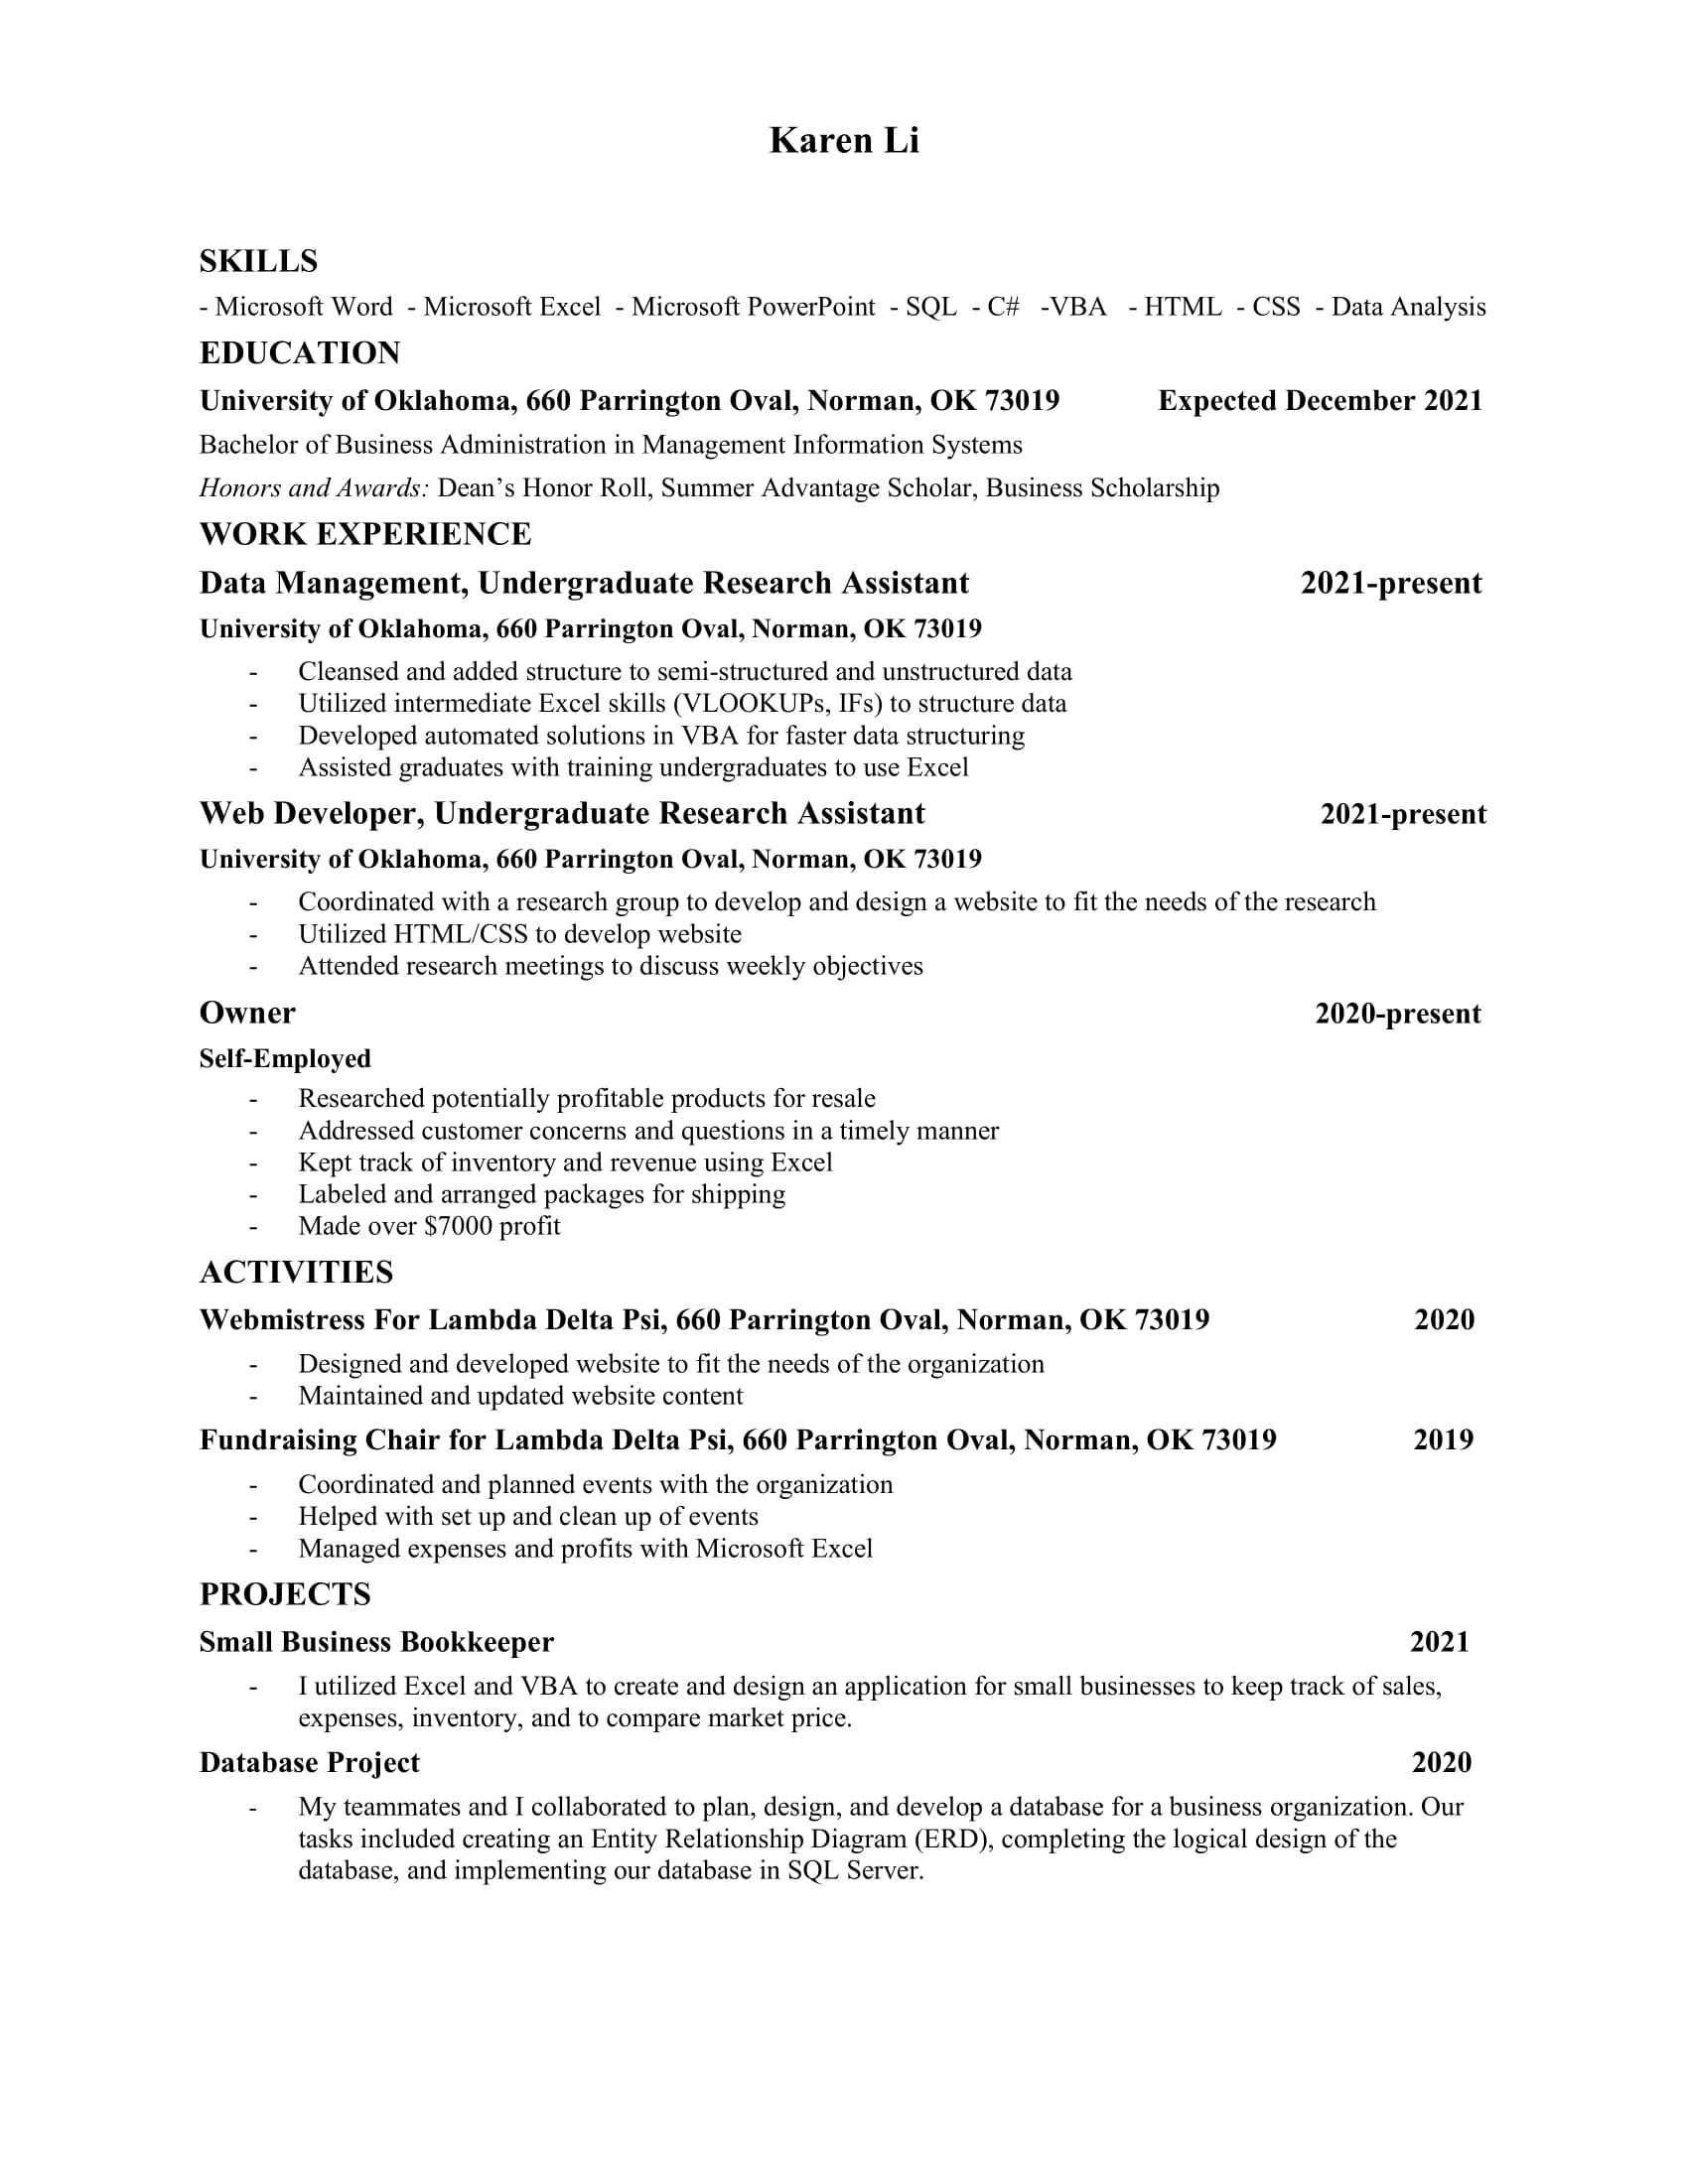 Karen Li
SKILLS
- Microsoft Word - Microsoft Excel - Microsoft PowerPoint - SQL - C# -VBA - HTML - CSS - Data Analysis
EDUCATION
University of Oklahoma, 660 Parrington Oval, Norman, OK 73019 Expected December 2021
Bachelor of Business Administration in Management Information Systems
Honors and Awards: Dean’s Honor Roll, Summer Advantage Scholar, Business Scholarship
WORK EXPERIENCE
Data Management, Undergraduate Research Assistant 2021-present
University of Oklahoma, 660 Parrington Oval, Norman, OK 73019
- Cleansed and added structure to semi-structured and unstructured data
- Utilized intermediate Excel skills (VLOOKUPs, IFs) to structure data
- Developed automated solutions in VBA for faster data structuring
- Assisted graduates with training undergraduates to use Excel
Web Developer, Undergraduate Research Assistant 2021-present
University of Oklahoma, 660 Parrington Oval, Norman, OK 73019
- Coordinated with a research group to develop and design a website to fit the needs of the research
- Utilized HTML/CSS to develop website
- Attended research meetings to discuss weekly objectives
Owner 2020-present
Self-Employed
- Researched potentially profitable products for resale
- Addressed customer concerns and questions in a timely manner
- Kept track of inventory and revenue using Excel
- Labeled and arranged packages for shipping
- Made over $7000 profit
ACTIVITIES
Webmistress For Lambda Delta Psi, 660 Parrington Oval, Norman, OK 73019 2020
- Designed and developed website to fit the needs of the organization
- Maintained and updated website content
Fundraising Chair for Lambda Delta Psi, 660 Parrington Oval, Norman, OK 73019 2019
- Coordinated and planned events with the organization
- Helped with set up and clean up of events
- Managed expenses and profits with Microsoft Excel
PROJECTS
Small Business Bookkeeper 2021
- I utilized Excel and VBA to create and design an application for small businesses to keep track of sales,
expenses, inventory, and to compare market price.
Database Project 2020
- My teammates and I collaborated to plan, design, and develop a database for a business organization. Our
tasks included creating an Entity Relationship Diagram (ERD), completing the logical design of the
database, and implementing our database in SQL Server.